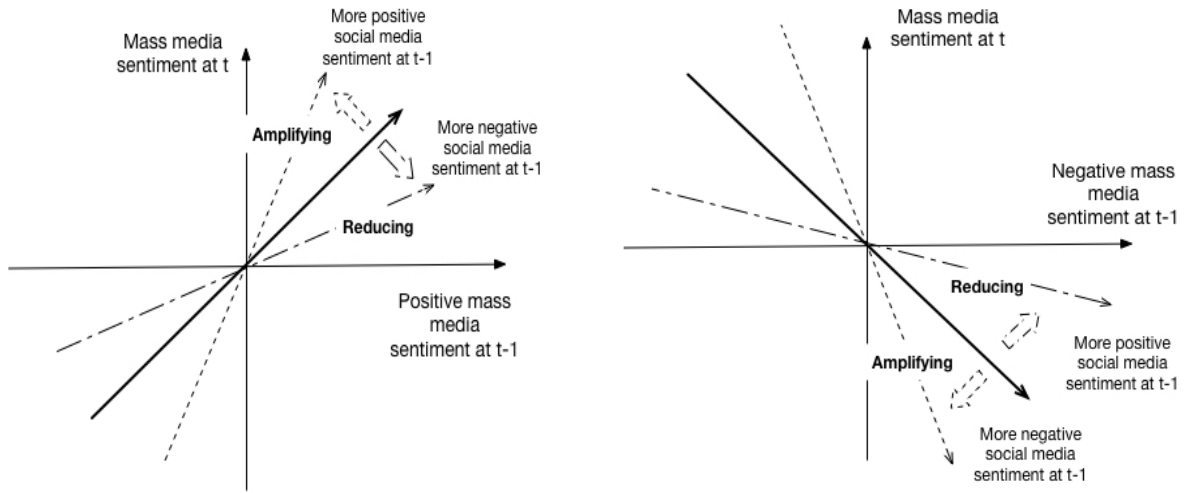 More positive
social media
sentiment at t-1
Mass media
sentiment at t
Amplifying
More negative
social media
sentiment at t-1
Reducing
Positive mass
media
sentiment at t-1
Mass media
sentiment at t
Negative mass
media
sentiment at t-1
Reducing
More positive
social media
sentiment at t-1
Amplifying
More negative
social media
sentiment at t-1